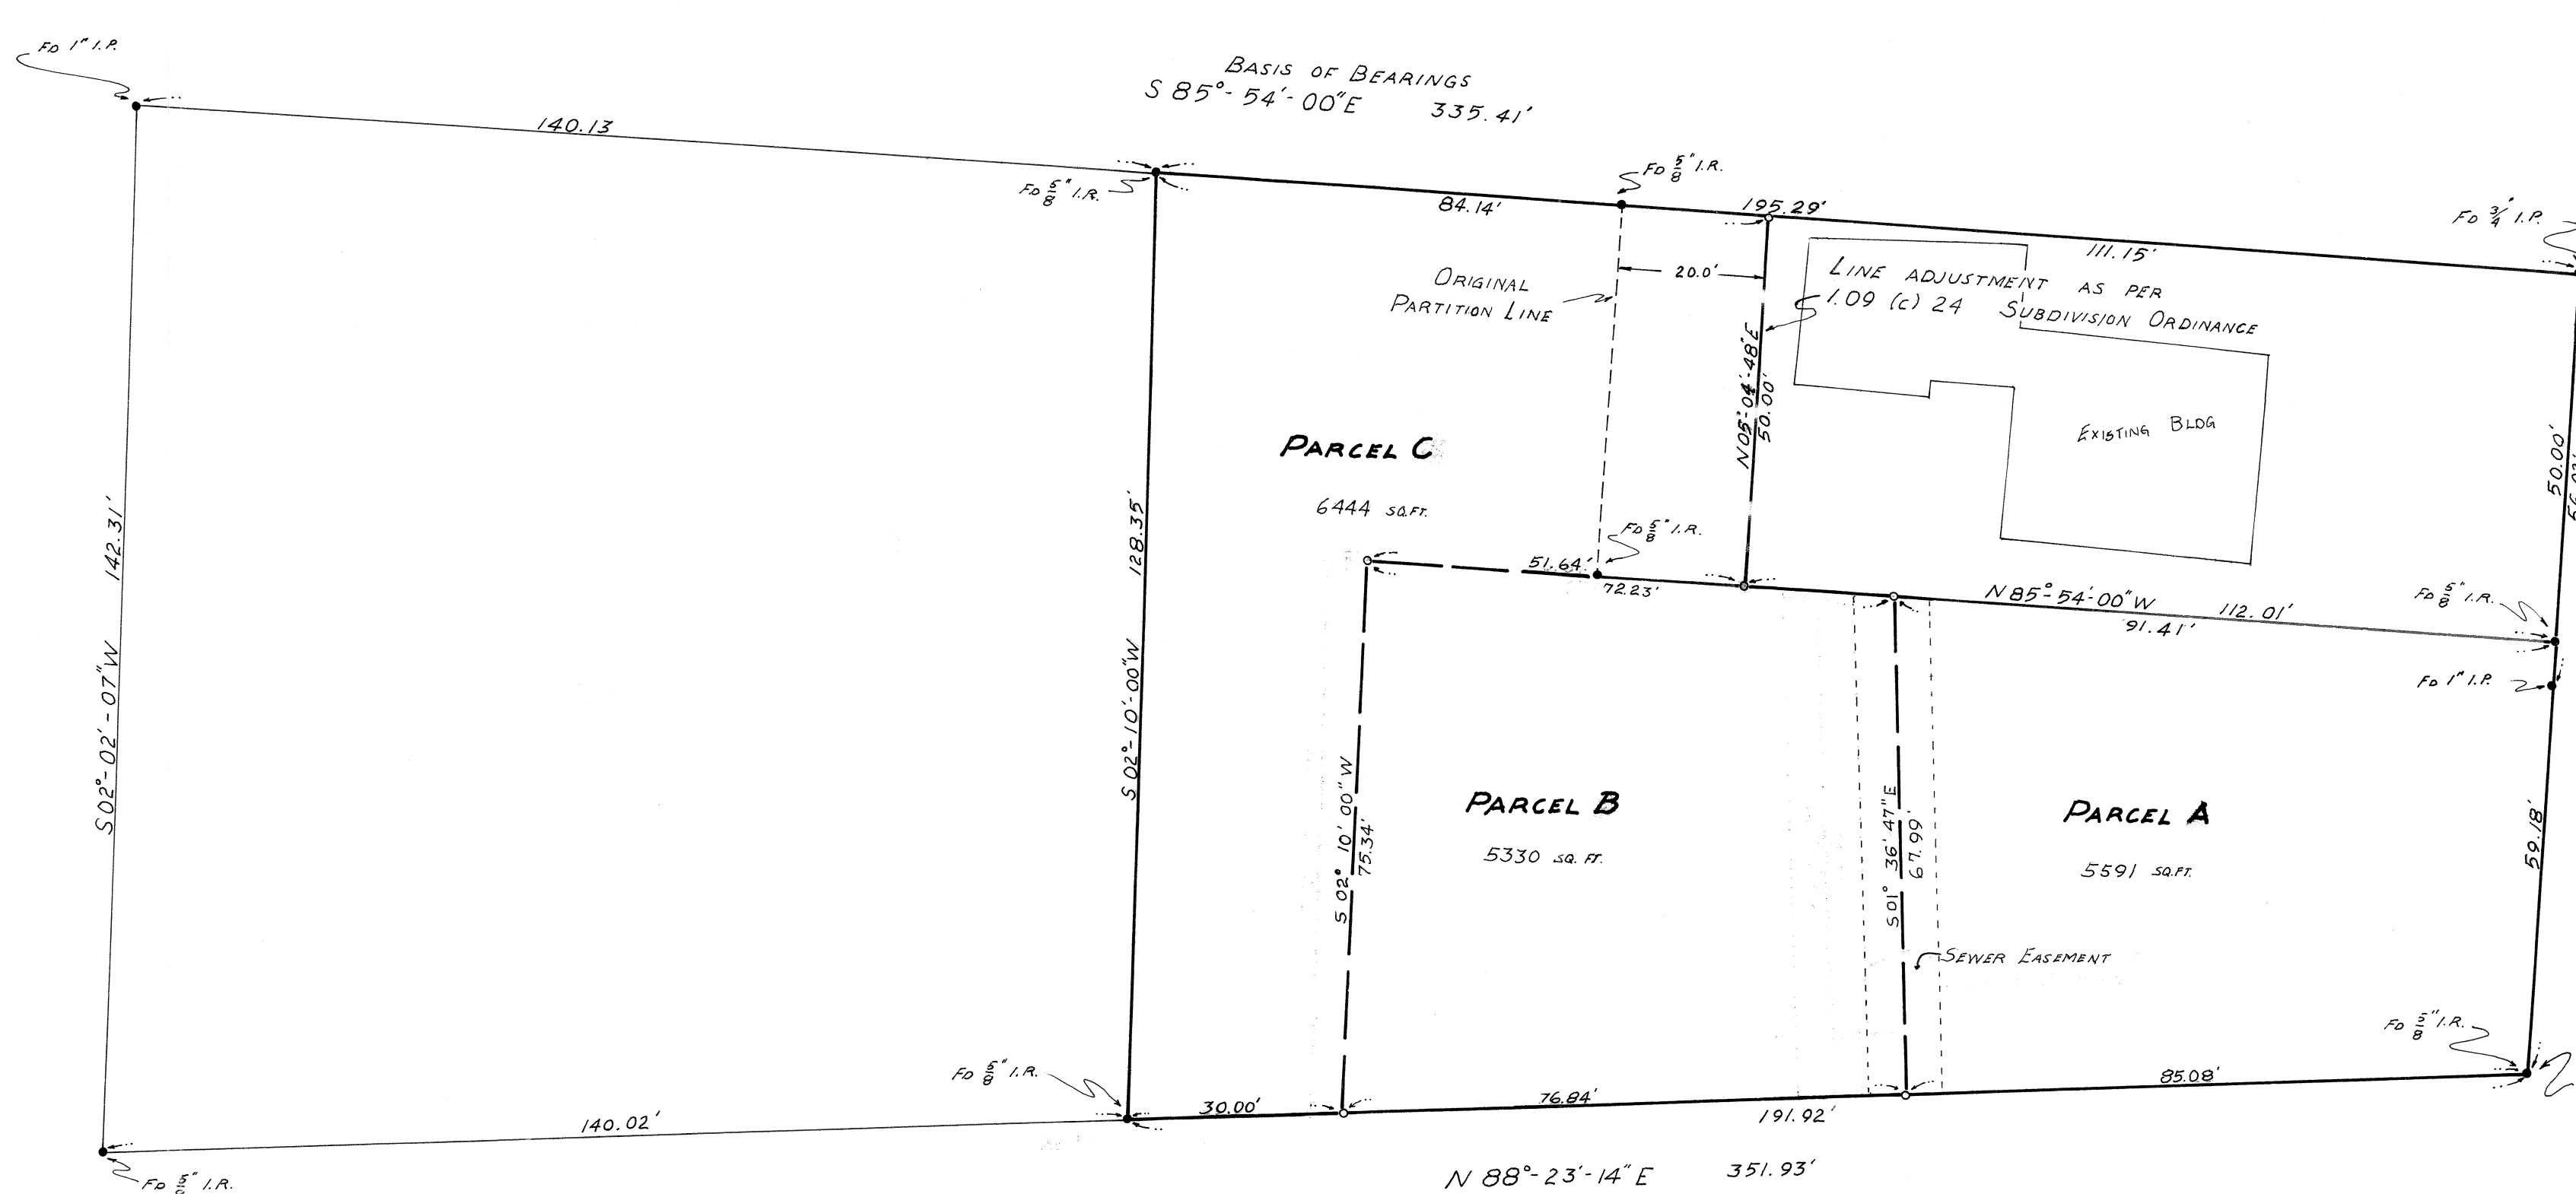 FD 1" I.P.
BASIS OF BEARINGS
S 85°-54'-00"E 335.41'
140.13
FD 5/8" I.R.
FD 5/8" I.R.
84.14'
195.29'
FD 3/4" I.P.
111.15'
20.0'
ORIGINAL
PARTITION LINE
LINE ADJUSTMENT AS PER
1.09 (c) 24 SUBDIVISION ORDINANCE
N05°-04'-48"E
50.00'
EXISTING BLDG
50.00'
PARCEL C
6444 SQ.FT.
S02°-02'-07"W 142.31'
S 02°-10'-00"W 128.35'
FD 5/8" I.R.
51.64'
72.23'
N 85°-54'-00"W 112.01'
91.41'
FD 5/8" I.R.
FD 1" I.P.
S 02° 10' 00" W
75.34'
PARCEL B
5330 SQ. FT.
S01° 36' 47"E
67.99'
PARCEL A
5591 SQ.FT.
59.18'
SEWER EASEMENT
FD 5/8" I.R.
FD 5/8" I.R.
140.02'
30.00'
76.84'
85.08'
191.92'
N 88°-23'-14"E 351.93'
FD 5/8" I.R.